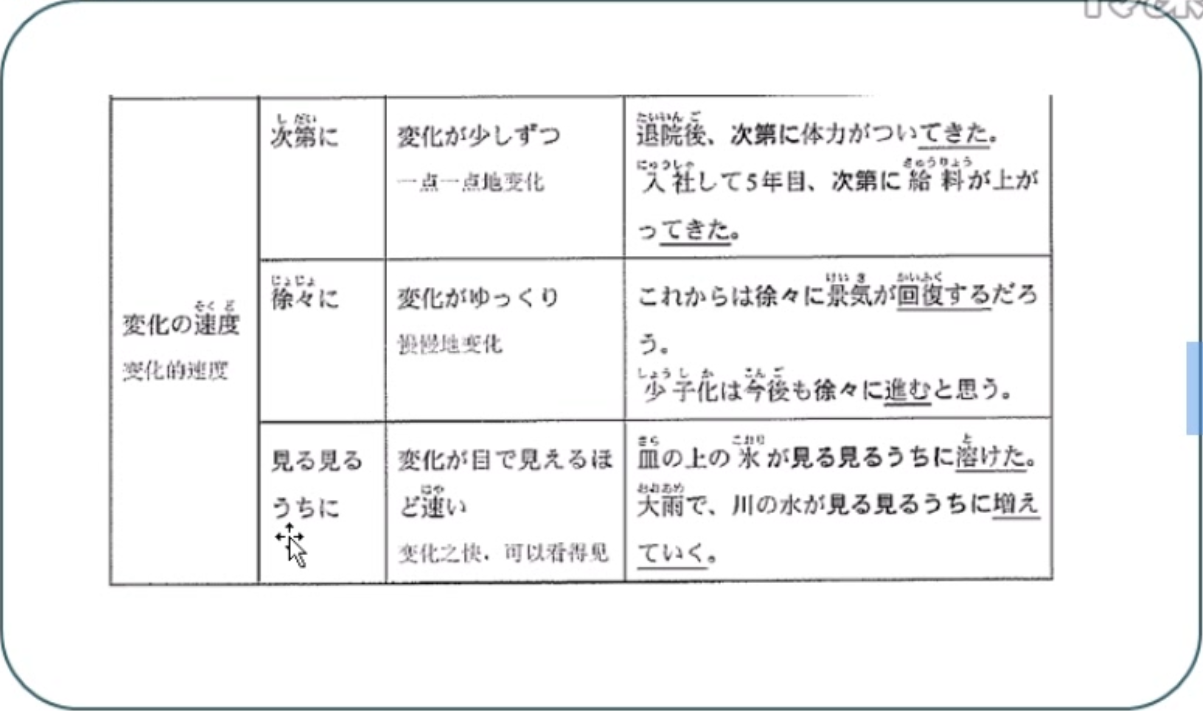 変化の速度
变化的速度
次第に
変化が少しずつ
一点一点地变化
退院後、次第に体力がついてきた。
入社して5年目、次第に給料が上が
ってきた。
徐々に
変化がゆっくり
慢慢地变化
これからは徐々に景気が回復するだろ
う。
少子化は今後も徐々に進むと思う。
見る見る
うちに
変化が目で見えるほ
ど速い
变化之快，可以看得见
皿の上の氷が見る見るうちに溶けた。
大雨で、川の水が見る見るうちに増え
ていく。